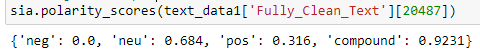 sia.polarity_scores(text_data1['Fully_Clean_Text'][20487])
{'neg': 0.0, 'neu': 0.684, 'pos': 0.316, 'compound': 0.9231}